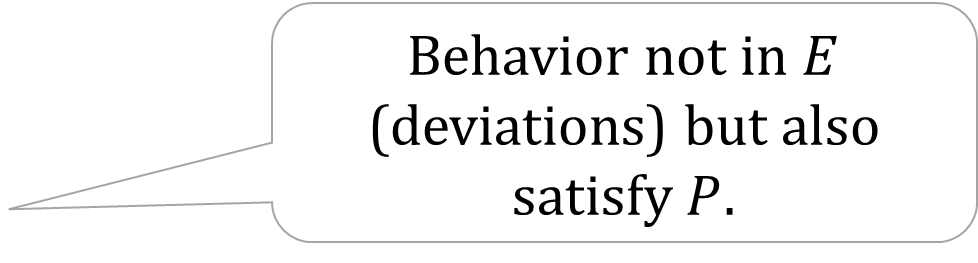 Behavior not in E
(deviations) but also
satisfy P.